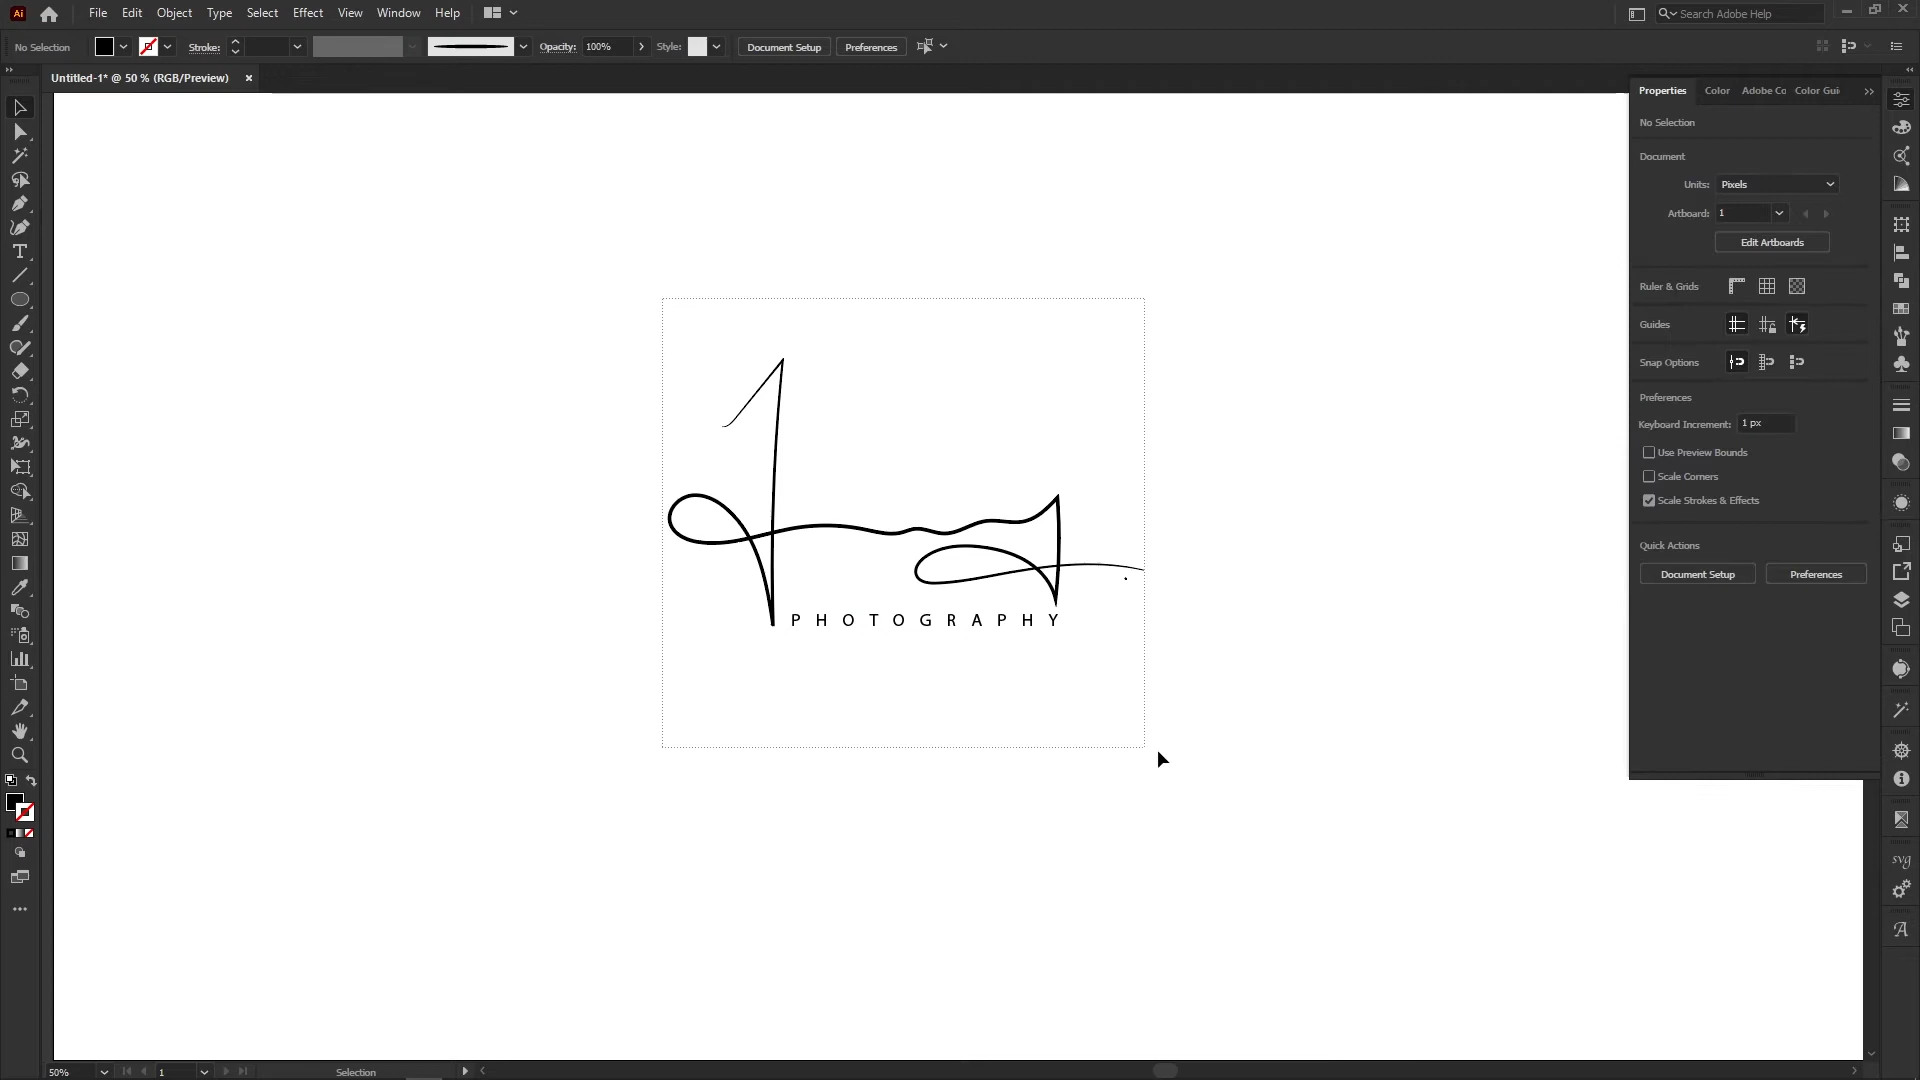 Ai File Edit Object Type Select Effect View Window Help Search Adobe Help
No Selection Stroke: Opacity: 100% Style: Document Setup Preferences
Untitled-1* @ 50 % (RGB/Preview)
Properties Color Adobe Co Color Gui
No Selection
Document
Units: Pixels
Artboard: 1
Edit Artboards
Ruler & Grids
Guides
Snap Options
Preferences
Keyboard Increment: 1 px
Use Preview Bounds
Scale Corners
Scale Strokes & Effects
Quick Actions
Document Setup Preferences
PHOTOGRAPHY
svg
50% 1 Selection